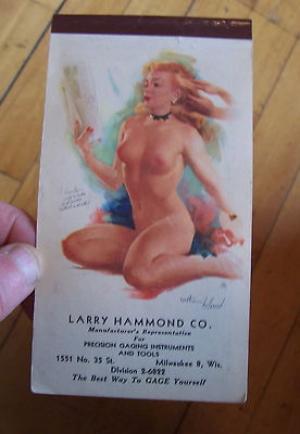 LARRY HAMMOND CO.
Manufacturer's Representative
For
PRECISION GAGING INSTRUMENTS
AND TOOLS
1551 No. 35 St. Milwaukee 8, Wis.
Division 2-6822
The Best Way To GAGE Yourself